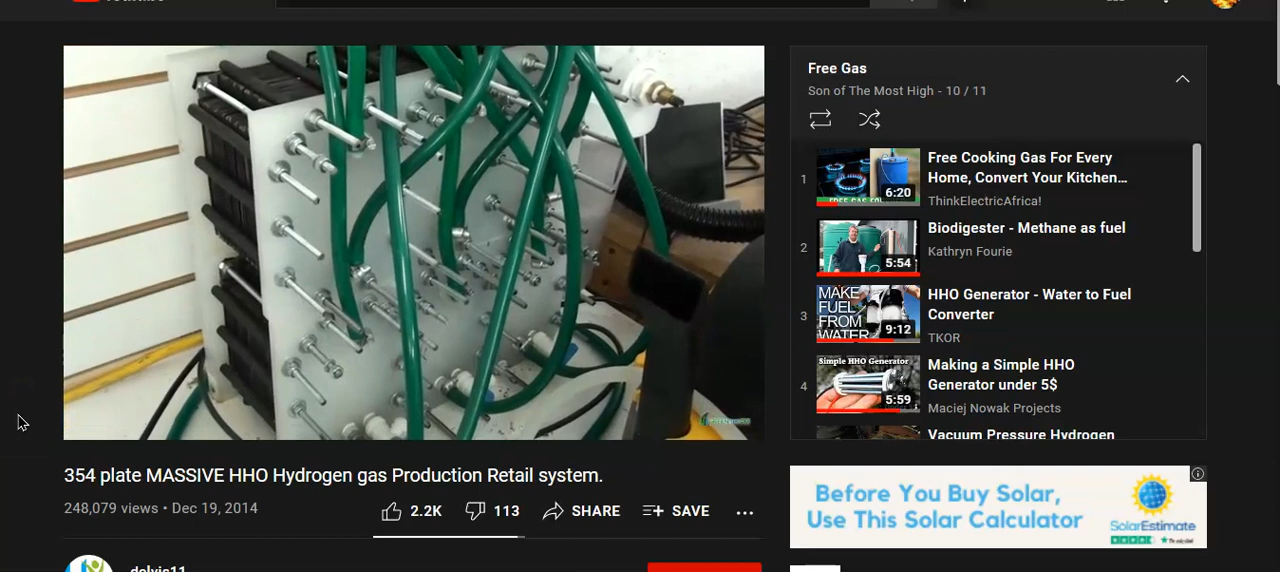 Free Gas
Son of The Most High - 10 / 11
1
6:20
Free Cooking Gas For Every
Home, Convert Your Kitchen…
ThinkElectricAfrica!
2
5:54
Biodigester - Methane as fuel
Kathryn Fourie
3
MAKE
FUEL
FROM
WATER
9:12
HHO Generator - Water to Fuel
Converter
TKOR
4
Simple HHO Generator
5:59
Making a Simple HHO
Generator under 5$
Maciej Nowak Projects
Vacuum Pressure Hydrogen
354 plate MASSIVE HHO Hydrogen gas Production Retail system.
248,079 views • Dec 19, 2014
2.2K
113
SHARE
SAVE
Before You Buy Solar,
Use This Solar Calculator
SolarEstimate